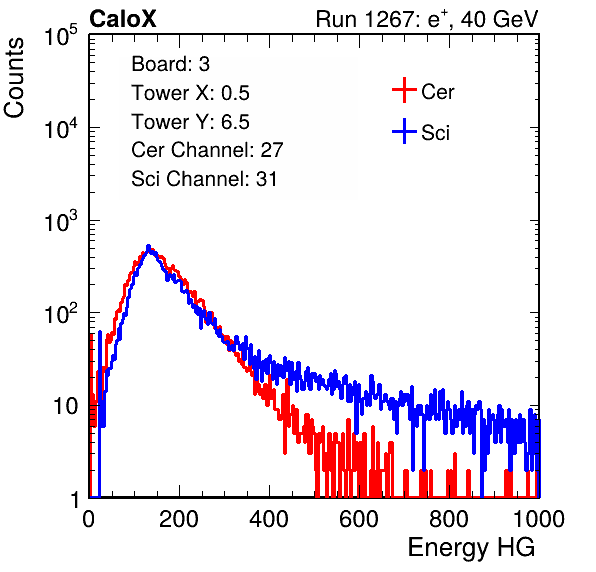 CaloX Run 1267: e⁺, 40 GeV
Counts
10⁵
10⁴
10³
10²
10
1
Board: 3
Tower X: 0.5
Tower Y: 6.5
Cer Channel: 27
Sci Channel: 31
Cer
Sci
0 200 400 600 800 1000
Energy HG